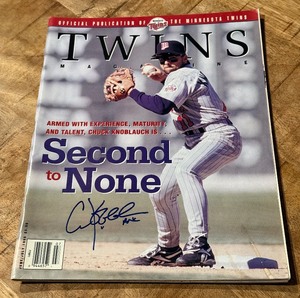 OFFICIAL PUBLICATION OF Twins THE MINNESOTA TWINS
TWINS
MAGAZINE
ARMED WITH EXPERIENCE, MATURITY,
AND TALENT, CHUCK KNOBLAUCH IS . . .
Second
to None